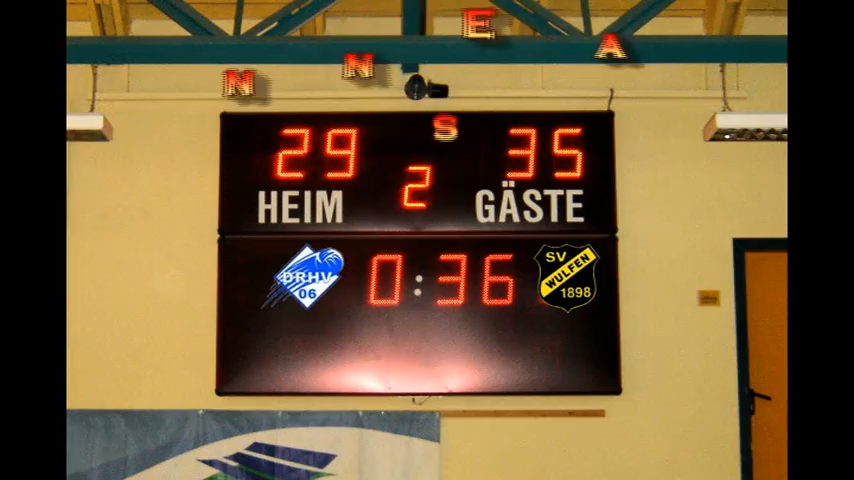 E
A
N
N
S
29 35
2
HEIM GÄSTE
DRHV
06
0:36
SV
WULFEN
1898